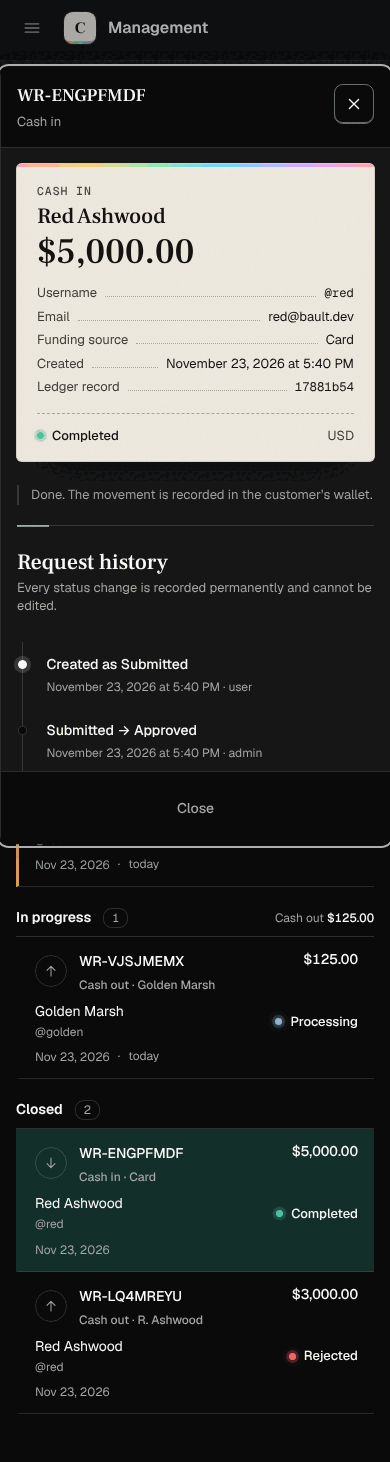 C Management
WR-ENGPFMDF
Cash in
CASH IN
Red Ashwood
$5,000.00
Username @red
Email red@bault.dev
Funding source Card
Created November 23, 2026 at 5:40 PM
Ledger record 17881b54
Completed USD
Done. The movement is recorded in the customer's wallet.
Request history
Every status change is recorded permanently and cannot be
edited.
Created as Submitted
November 23, 2026 at 5:40 PM · user
Submitted → Approved
November 23, 2026 at 5:40 PM · admin
Close
Nov 23, 2026 · today
In progress 1 Cash out $125.00
WR-VJSJMEMX $125.00
Cash out · Golden Marsh
Golden Marsh
@golden
Processing
Nov 23, 2026 · today
Closed 2
WR-ENGPFMDF $5,000.00
Cash in · Card
Red Ashwood
@red
Completed
Nov 23, 2026
WR-LQ4MREYU $3,000.00
Cash out · R. Ashwood
Red Ashwood
@red
Rejected
Nov 23, 2026